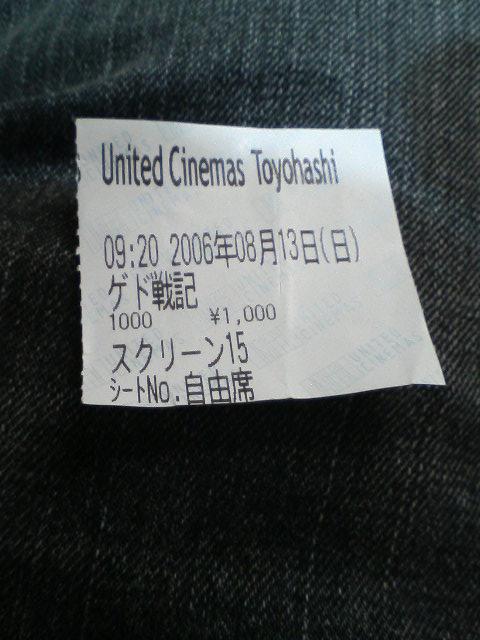 United Cinemas Toyohashi
09:20 2006年08月13日(日)
ゲド戦記
1000 ¥1,000
スクリーン15
シートNo.自由席